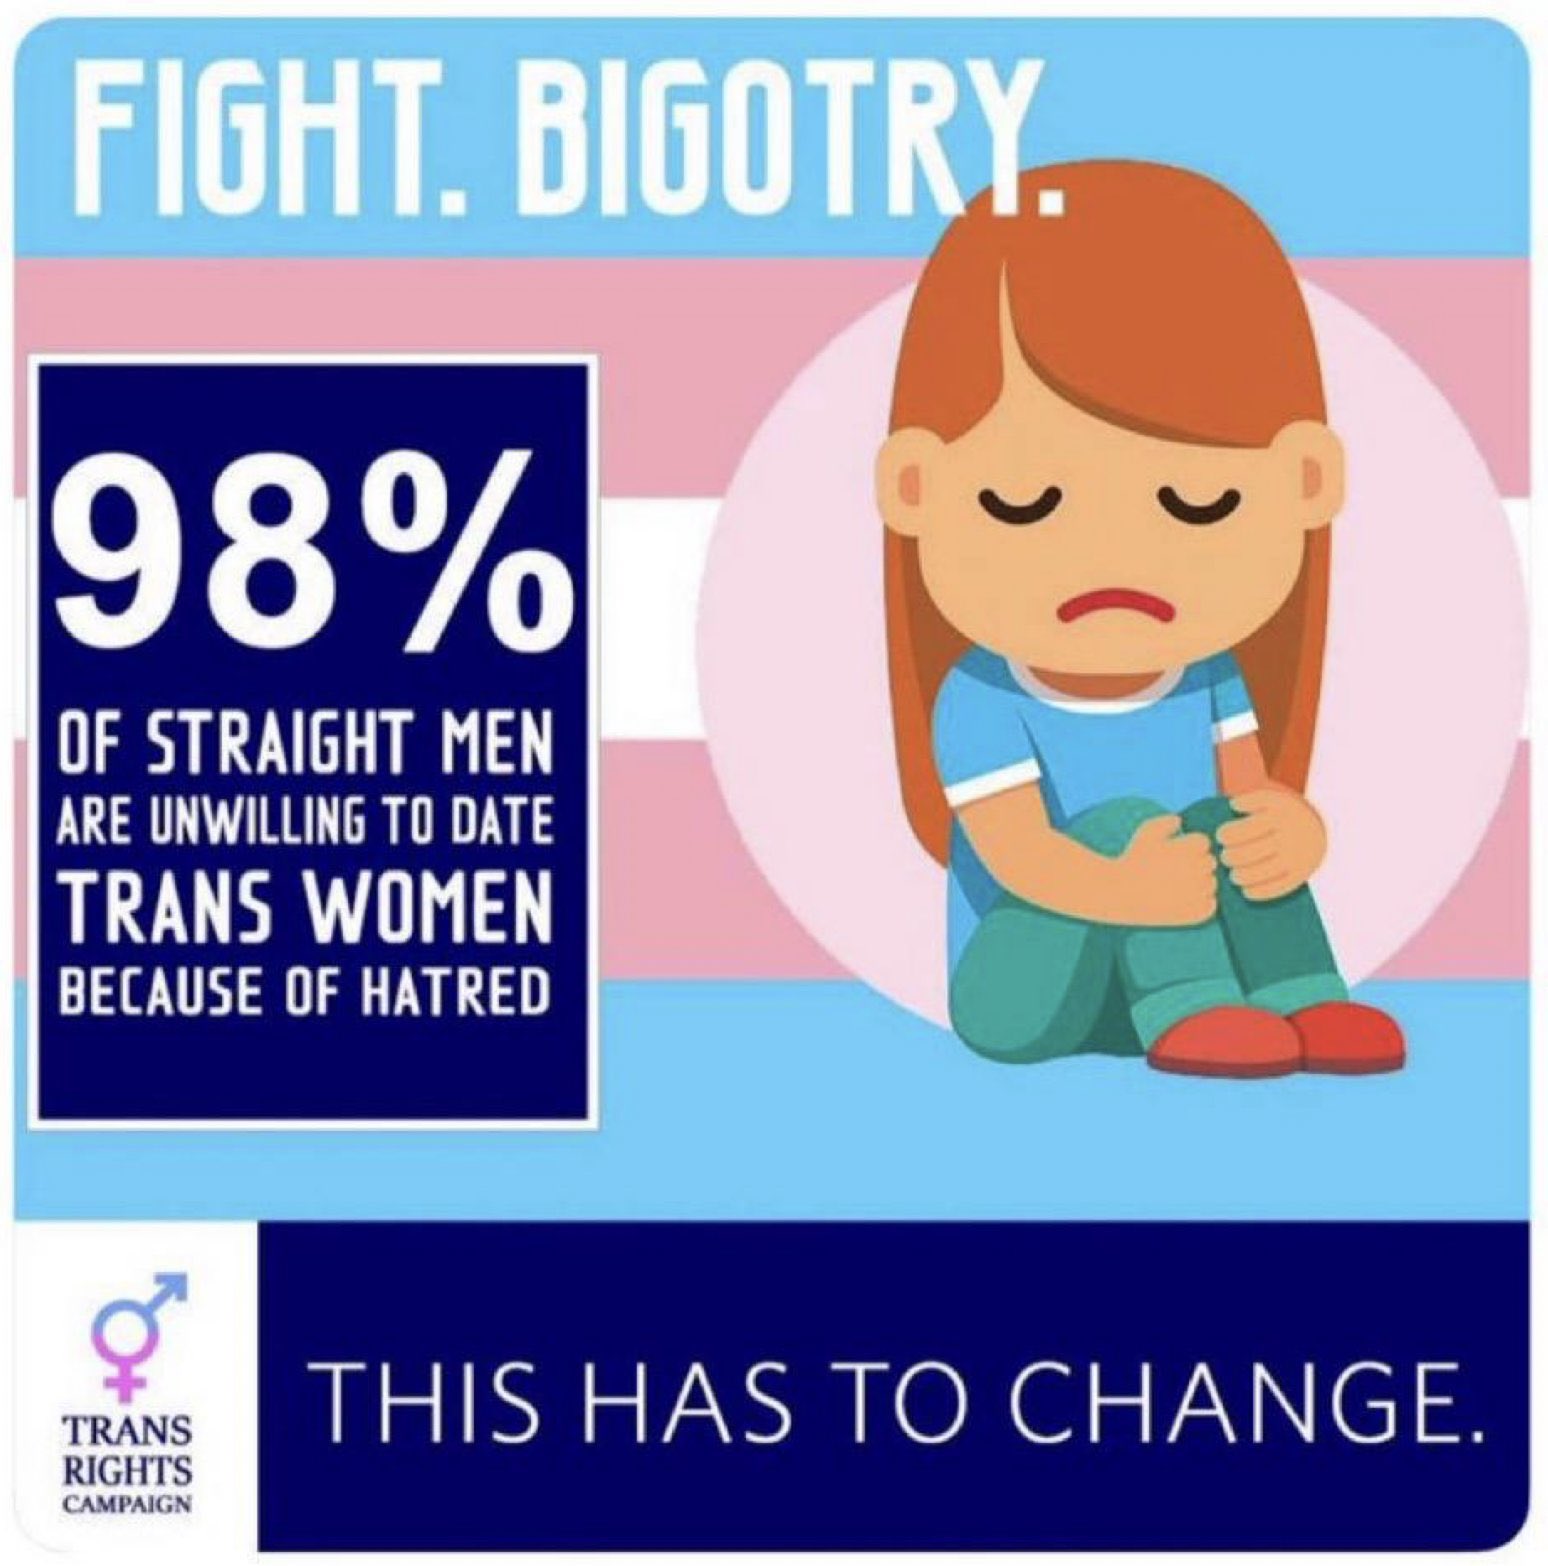 FIGHT. BIGOTRY.
98%
OF STRAIGHT MEN
ARE UNWILLING TO DATE
TRANS WOMEN
BECAUSE OF HATRED
TRANS
RIGHTS
CAMPAIGN
THIS HAS TO CHANGE.